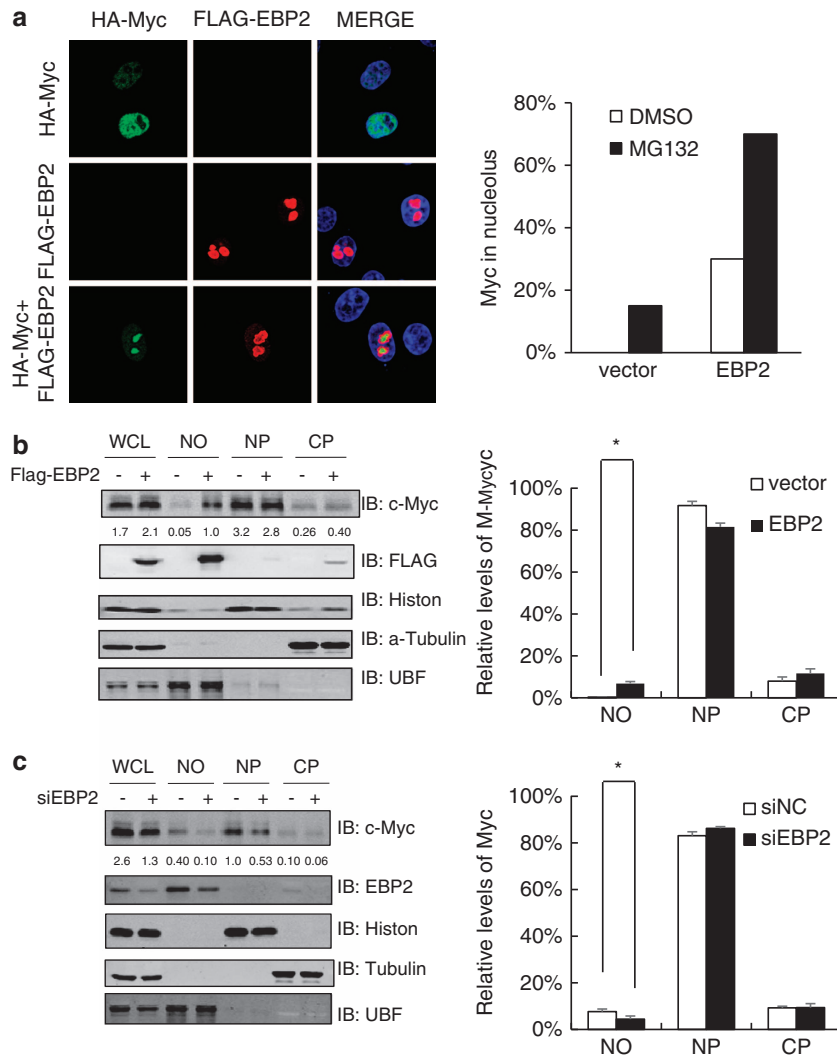 a
HA-Myc FLAG-EBP2 MERGE
HA-Myc
FLAG-EBP2
HA-Myc+
FLAG-EBP2
Myc in nucleolus
80%
60%
40%
20%
0%
DMSO
MG132
vector EBP2
b
WCL NO NP CP
Flag-EBP2 - + - + - + - +
IB: c-Myc
1.7 2.1 0.05 1.0 3.2 2.8 0.26 0.40
IB: FLAG
IB: Histon
IB: a-Tubulin
IB: UBF
Relative levels of M-Mycyc
100%
80%
60%
40%
20%
0%
*
vector
EBP2
NO NP CP
c
WCL NO NP CP
siEBP2 - + - + - + - +
IB: c-Myc
2.6 1.3 0.40 0.10 1.0 0.53 0.10 0.06
IB: EBP2
IB: Histon
IB: Tubulin
IB: UBF
Relative levels of Myc
100%
80%
60%
40%
20%
0%
*
siNC
siEBP2
NO NP CP